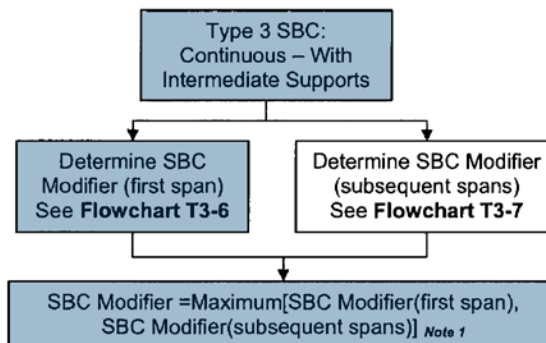 Type 3 SBC:
Continuous – With
Intermediate Supports
Determine SBC
Modifier (first span)
See Flowchart T3-6
Determine SBC Modifier
(subsequent spans)
See Flowchart T3-7
SBC Modifier =Maximum[SBC Modifier(first span),
SBC Modifier(subsequent spans)] Note 1